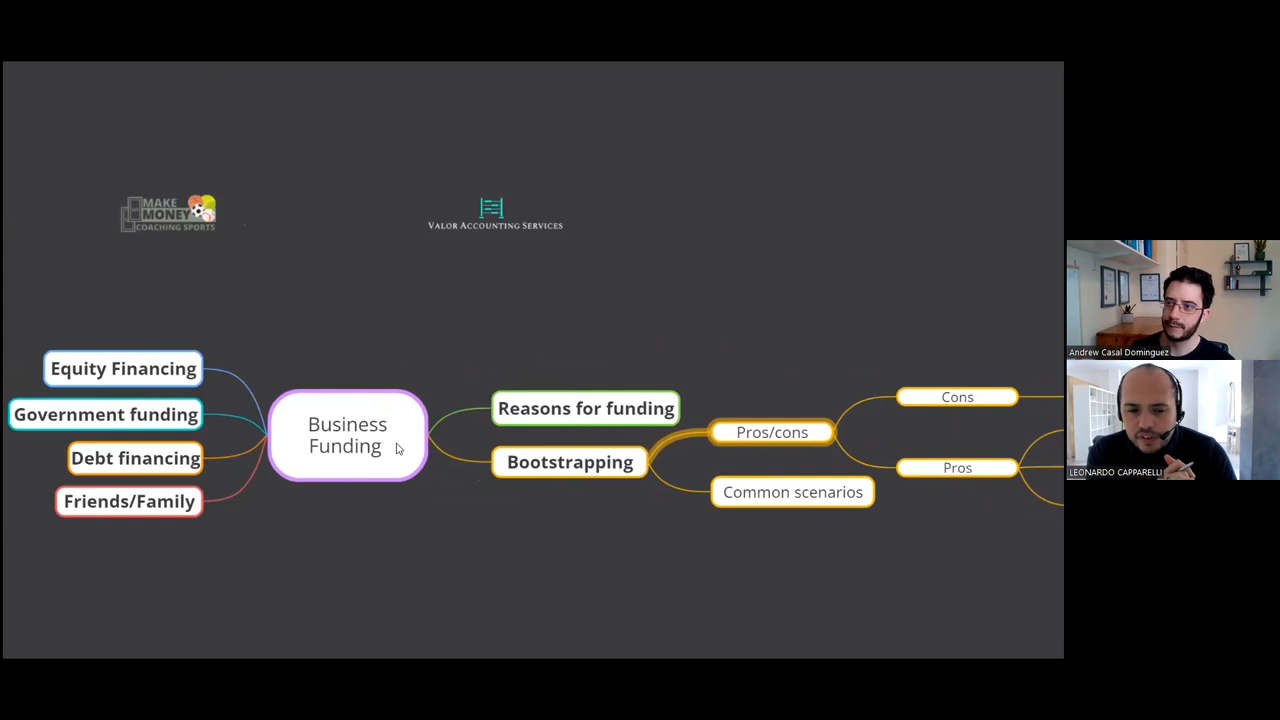 MAKE
MONEY
COACHING SPORTS
VALOR ACCOUNTING SERVICES
Equity Financing
Government funding
Debt financing
Friends/Family
Business
Funding
Reasons for funding
Bootstrapping
Pros/cons
Common scenarios
Cons
Pros
Andrew Casal Dominguez
LEONARDO CAPPARELLI